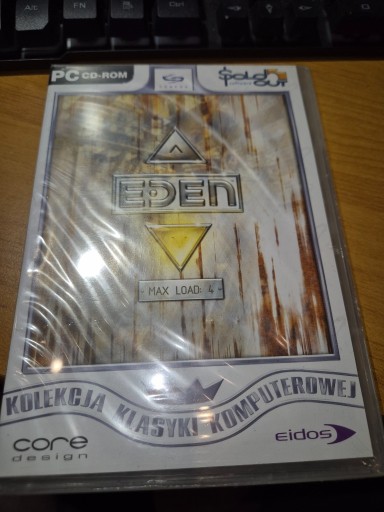 PC CD-ROM
Sold Out
EDEN
MAX LOAD: 4
KOLEKCJA KLASYKI KOMPUTEROWEJ
core
design
eidos